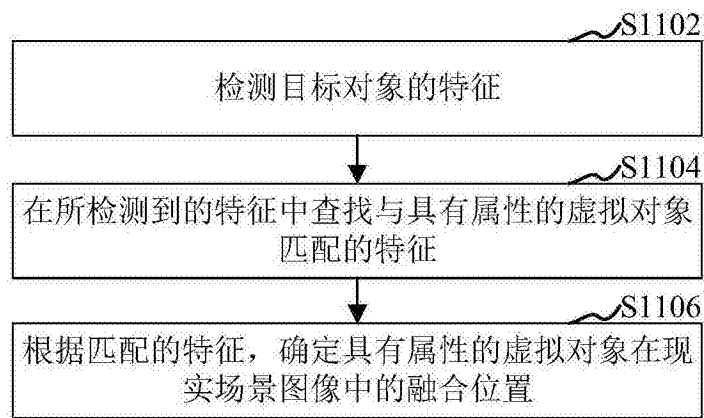 S1102
检测目标对象的特征
S1104
在所检测到的特征中查找与具有属性的虚拟对象
匹配的特征
S1106
根据匹配的特征，确定具有属性的虚拟对象在现
实场景图像中的融合位置